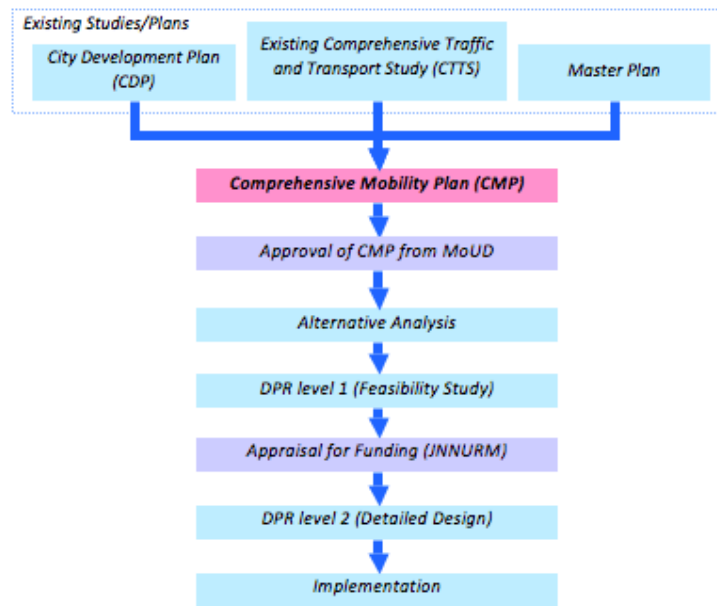 Existing Studies/Plans
City Development Plan
(CDP)
Existing Comprehensive Traffic
and Transport Study (CTTS)
Master Plan
Comprehensive Mobility Plan (CMP)
Approval of CMP from MoUD
Alternative Analysis
DPR level 1 (Feasibility Study)
Appraisal for Funding (JNNURM)
DPR level 2 (Detailed Design)
Implementation